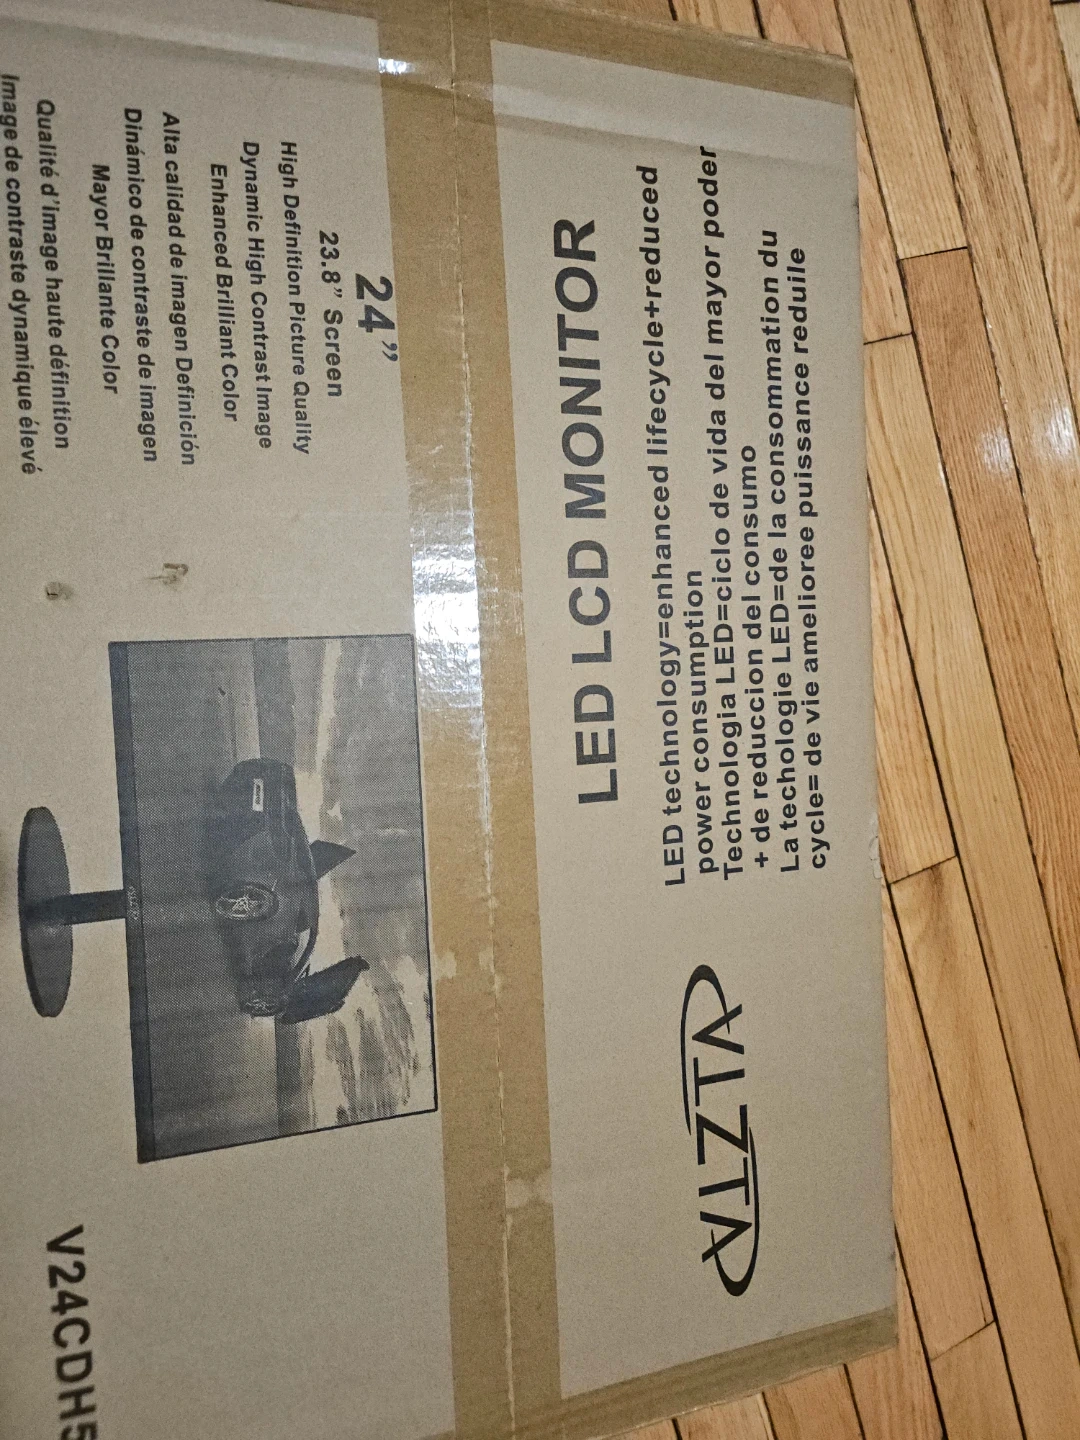 VIZTA
LED LCD MONITOR
LED technology=enhanced lifecycle+reduced
power consumption
Technologia LED=ciclo de vida del mayor poder
+ de reduccion del consumo
La techologie LED=de la consommation du
cycle= de vie amelioree puissance reduile
24”
23.8” Screen
High Definition Picture Quality
Dynamic High Contrast Image
Enhanced Brilliant Color
Alta calidad de imagen Definición
Dinámico de contraste de imagen
Mayor Brillante Color
Qualité d'image haute définition
Image de contraste dynamique élevé
V24CDH5